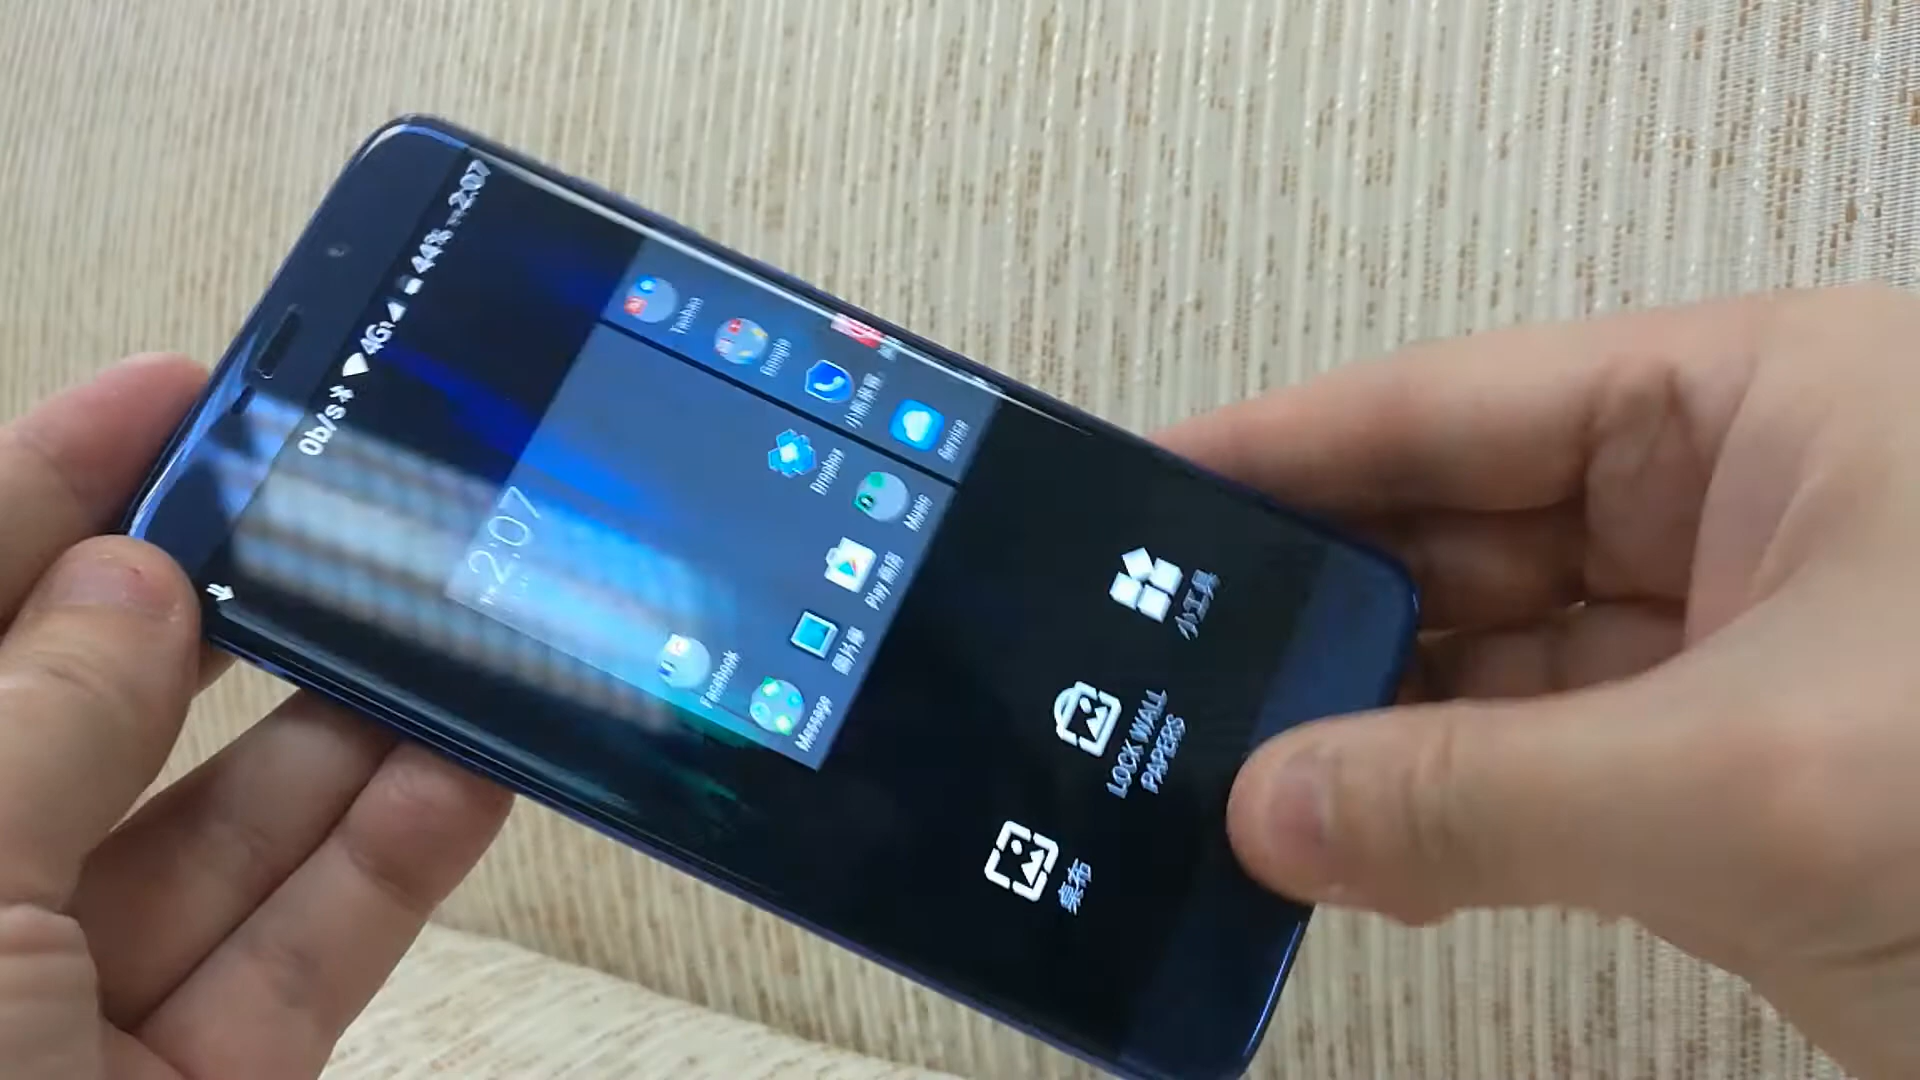 0b/s 4G 44% 2:07
2:07
Facebook
Dropbox
Message
圖片庫
Play 商店
Music
Taobao
Google
Service
桌布
LOCK WALL
PAPERS
小工具